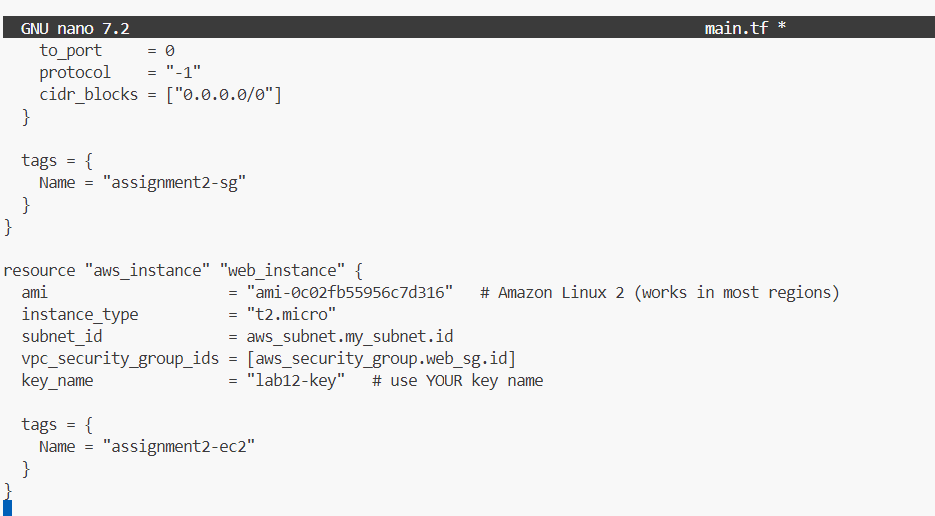 GNU nano 7.2 main.tf *
    to_port     = 0
    protocol    = "-1"
    cidr_blocks = ["0.0.0.0/0"]
  }

  tags = {
    Name = "assignment2-sg"
  }
}

resource "aws_instance" "web_instance" {
  ami                    = "ami-0c02fb55956c7d316"   # Amazon Linux 2 (works in most regions)
  instance_type          = "t2.micro"
  subnet_id              = aws_subnet.my_subnet.id
  vpc_security_group_ids = [aws_security_group.web_sg.id]
  key_name               = "lab12-key"   # use YOUR key name

  tags = {
    Name = "assignment2-ec2"
  }
}